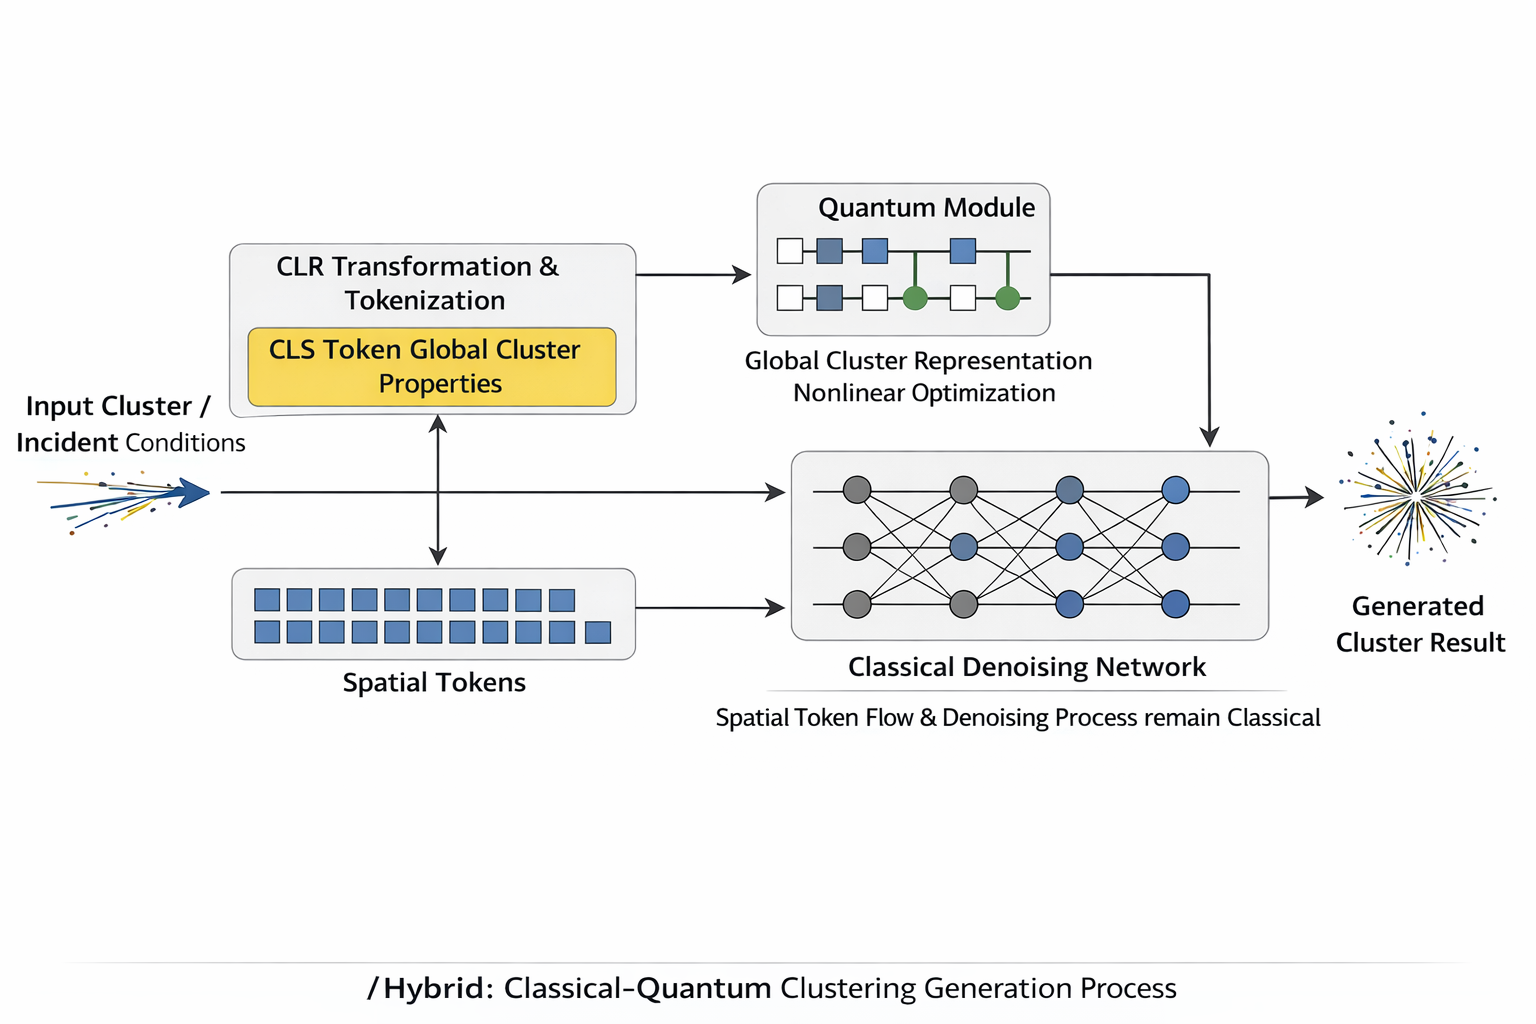 Quantum Module
CLR Transformation &
Tokenization
CLS Token Global Cluster
Properties
Global Cluster Representation
Nonlinear Optimization
Input Cluster /
Incident Conditions
Generated
Cluster Result
Spatial Tokens
Classical Denoising Network
Spatial Token Flow & Denoising Process remain Classical
/Hybrid: Classical–Quantum Clustering Generation Process